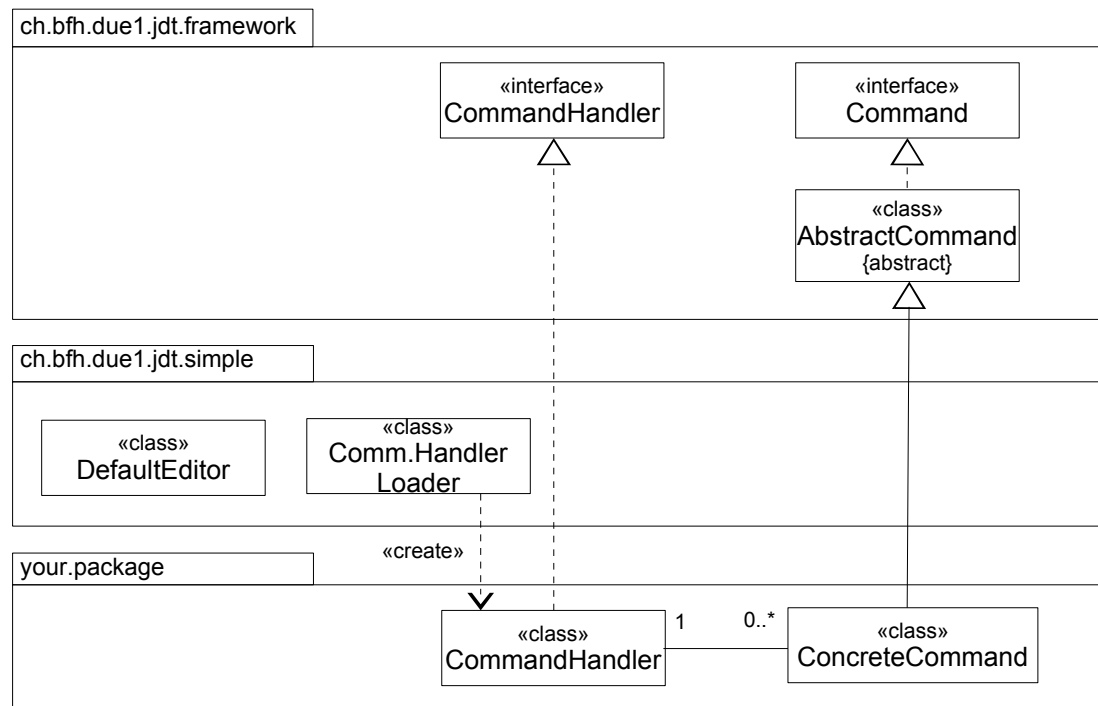 ch.bfh.due1.jdt.framework
«interface»
CommandHandler
«interface»
Command
«class»
AbstractCommand
{abstract}
ch.bfh.due1.jdt.simple
«class»
DefaultEditor
«class»
Comm.Handler
Loader
«create»
your.package
«class»
CommandHandler
1
0..*
«class»
ConcreteCommand